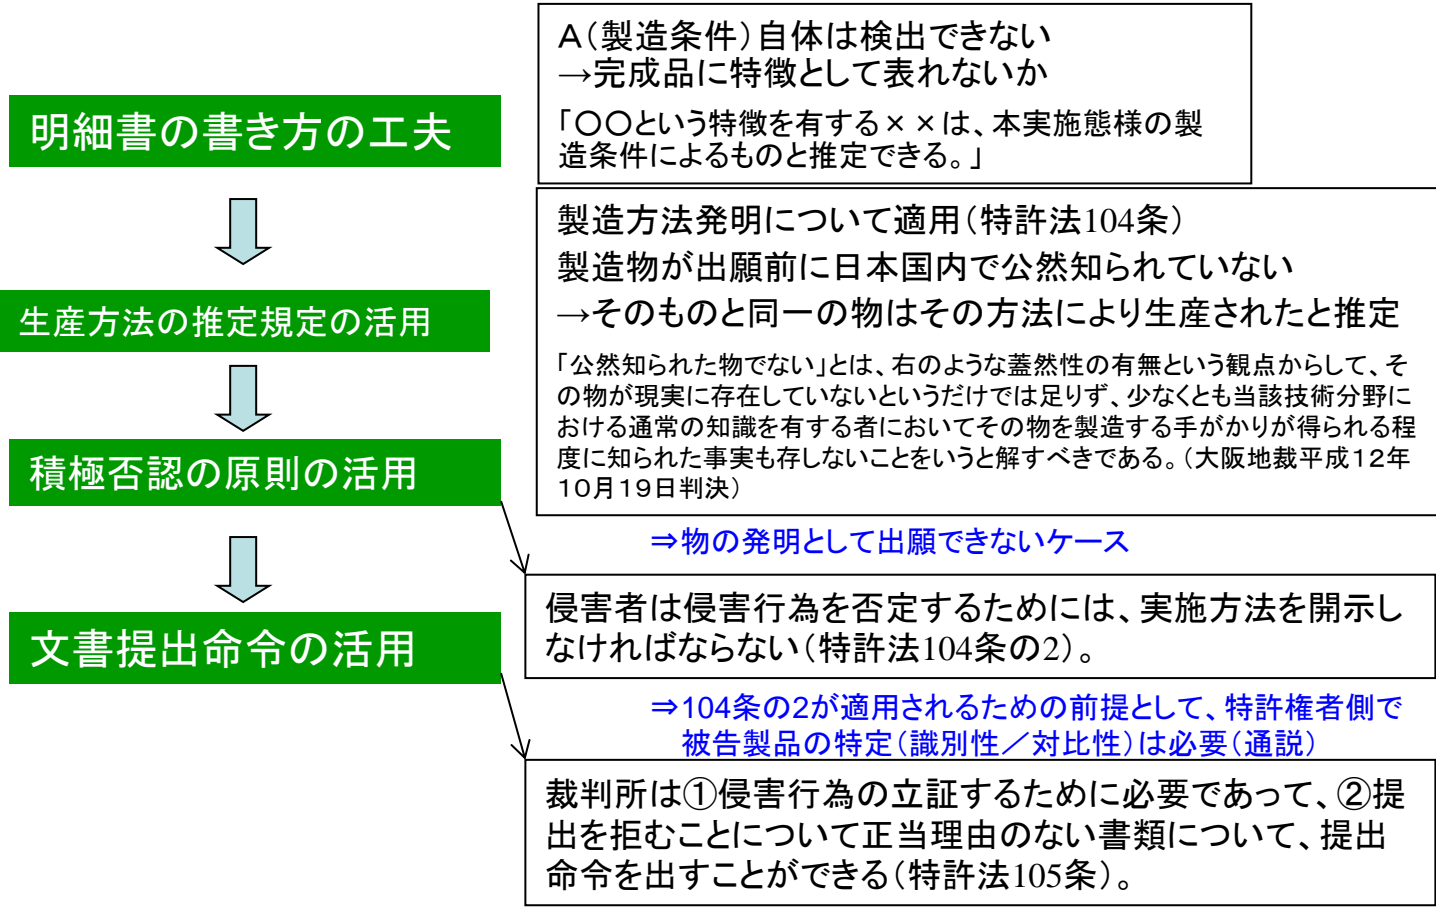 明細書の書き方の工夫
A(製造条件)自体は検出できない
→完成品に特徴として表れないか
「〇〇という特徴を有する××は、本実施態様の製
造条件によるものと推定できる。」
生産方法の推定規定の活用
製造方法発明について適用(特許法104条)
製造物が出願前に日本国内で公然知られていない
→そのものと同一の物はその方法により生産されたと推定
「公然知られた物でない」とは、右のような蓋然性の有無という観点からして、そ
の物が現実に存在していないというだけでは足りず、少なくとも当該技術分野に
おける通常の知識を有する者においてその物を製造する手がかりが得られる程
度に知られた事実も存しないことをいうと解すべきである。(大阪地裁平成12年
10月19日判決)
⇒物の発明として出願できないケース
積極否認の原則の活用
侵害者は侵害行為を否定するためには、実施方法を開示し
なければならない(特許法104条の2)。
⇒104条の2が適用されるための前提として、特許権者側で
被告製品の特定(識別性/対比性)は必要(通説)
文書提出命令の活用
裁判所は①侵害行為の立証するために必要であって、②提
出を拒むことについて正当理由のない書類について、提出
命令を出すことができる(特許法105条)。